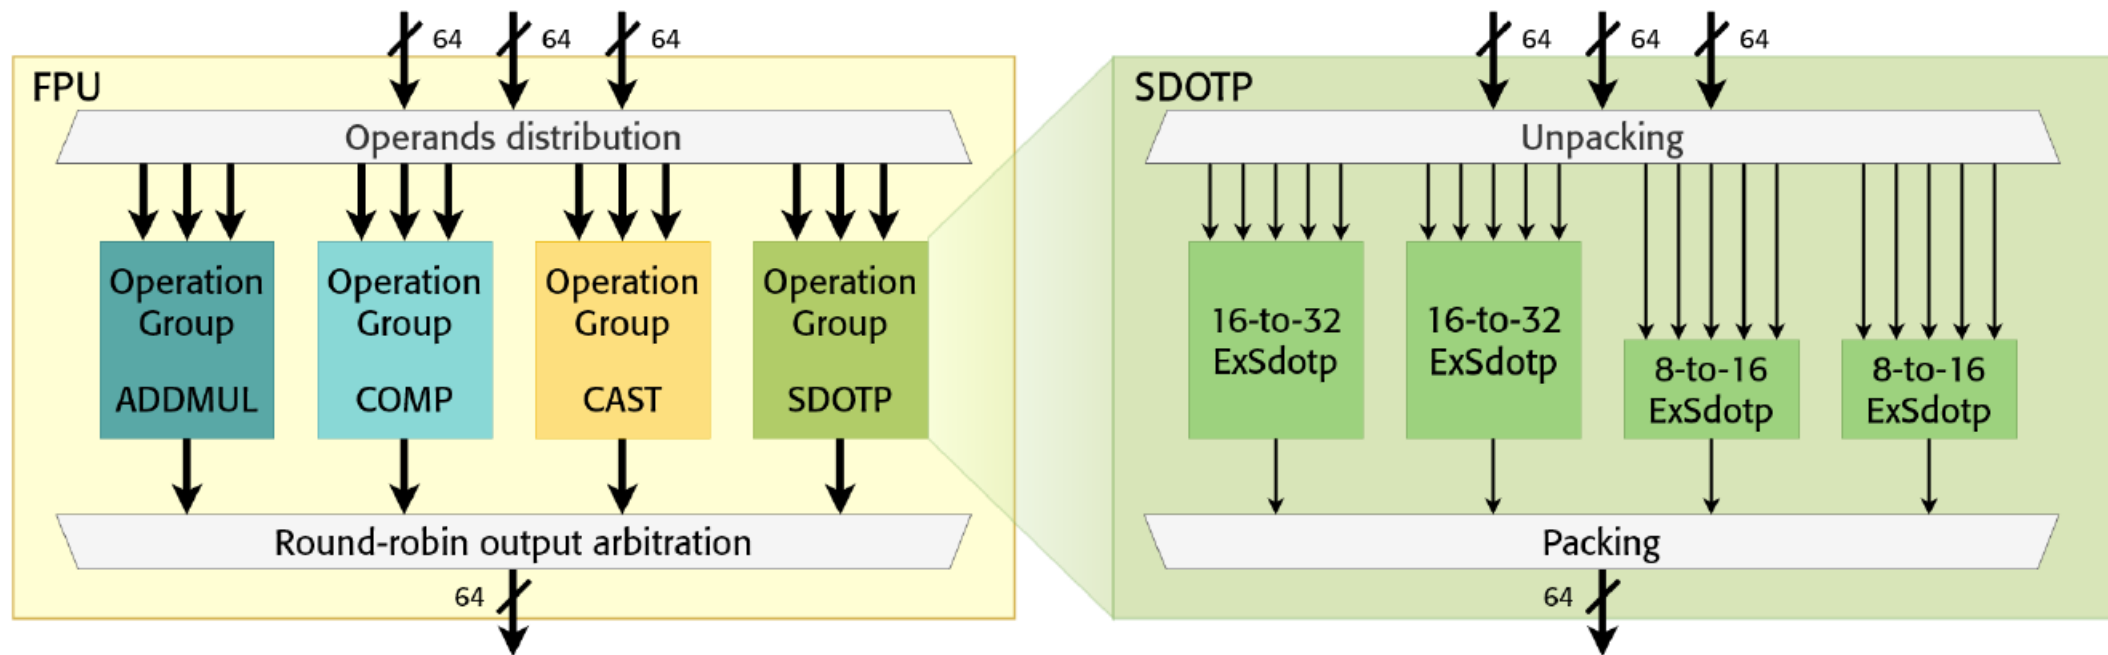 64 64 64
FPU
Operands distribution
Operation Group ADDMUL
Operation Group COMP
Operation Group CAST
Operation Group SDOTP
Round-robin output arbitration
64
64 64 64
SDOTP
Unpacking
16-to-32 ExSdotp
16-to-32 ExSdotp
8-to-16 ExSdotp
8-to-16 ExSdotp
Packing
64